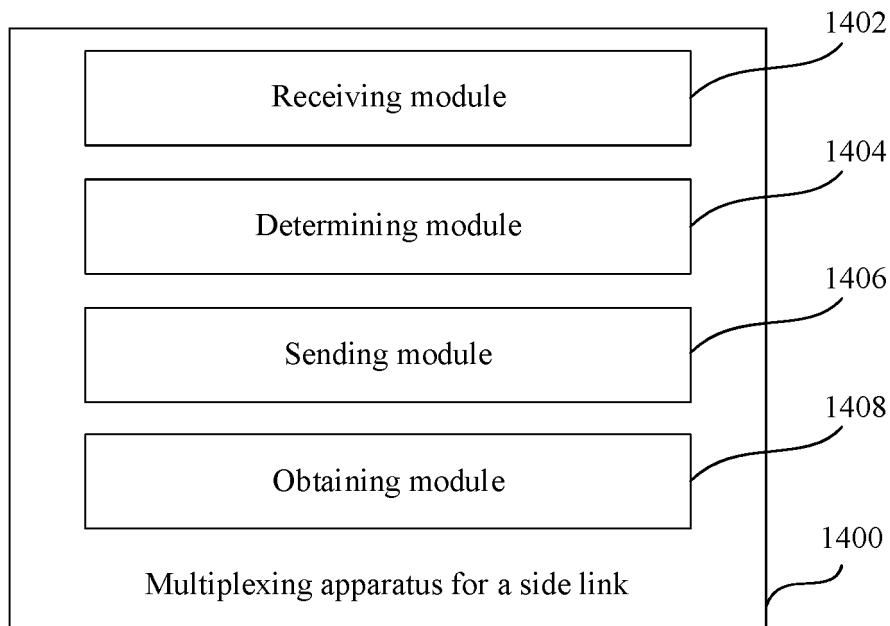 1402
Receiving module
1404
Determining module
1406
Sending module
1408
Obtaining module
1400
Multiplexing apparatus for a side link